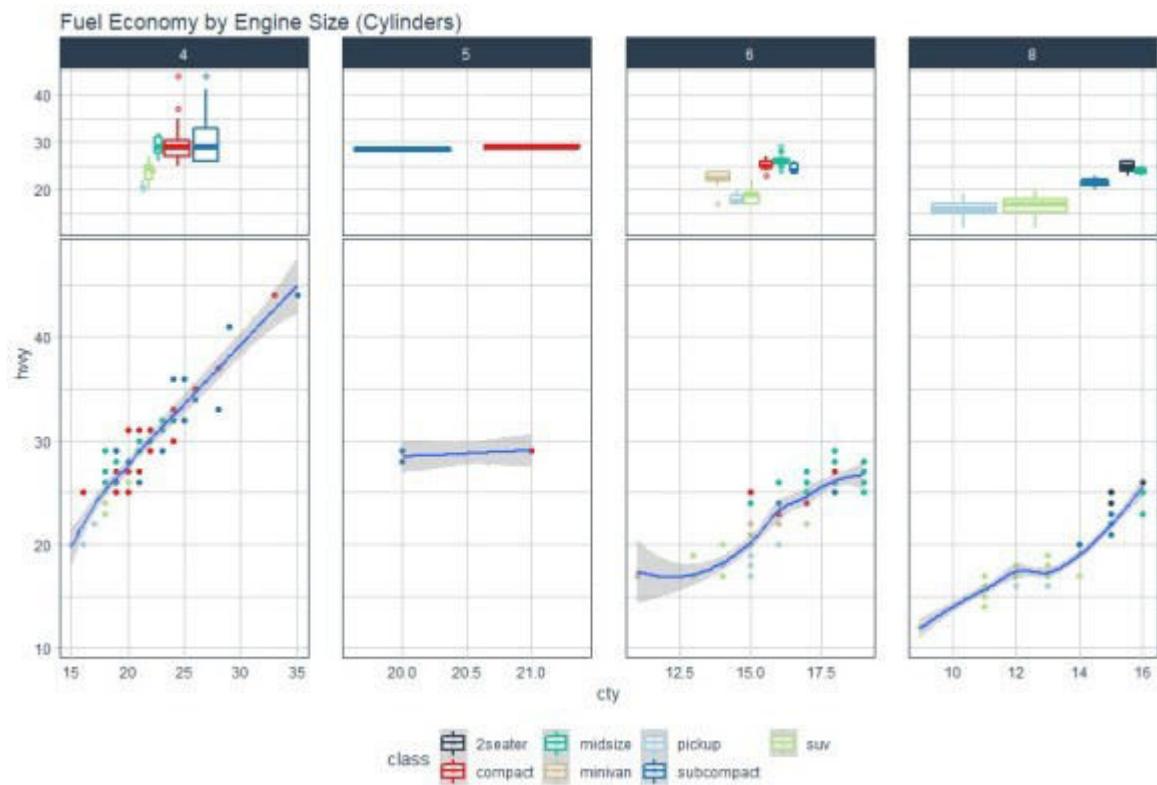 Fuel Economy by Engine Size (Cylinders)
4 5 6 8
40
30
20
40
30
20
10
hwy
15 20 25 30 35 20.0 20.5 21.0 12.5 15.0 17.5 10 12 14 16
cty
class
2seater midsize pickup suv
compact minivan subcompact